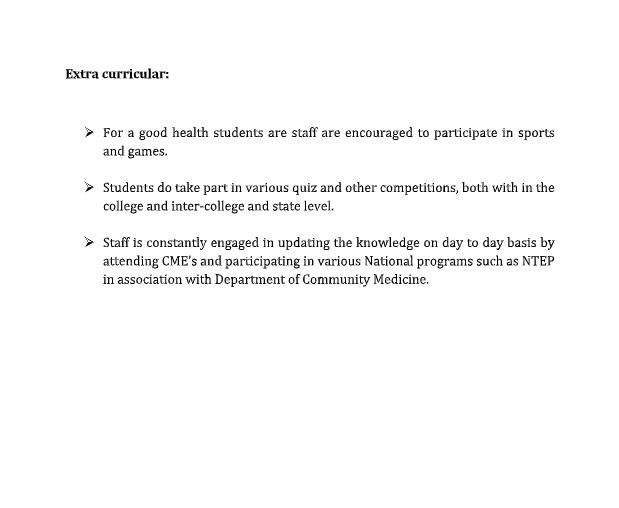 Extra curricular:
➢ For a good health students are staff are encouraged to participate in sports
and games.
➢ Students do take part in various quiz and other competitions, both with in the
college and inter-college and state level.
➢ Staff is constantly engaged in updating the knowledge on day to day basis by
attending CME's and participating in various National programs such as NTEP
in association with Department of Community Medicine.